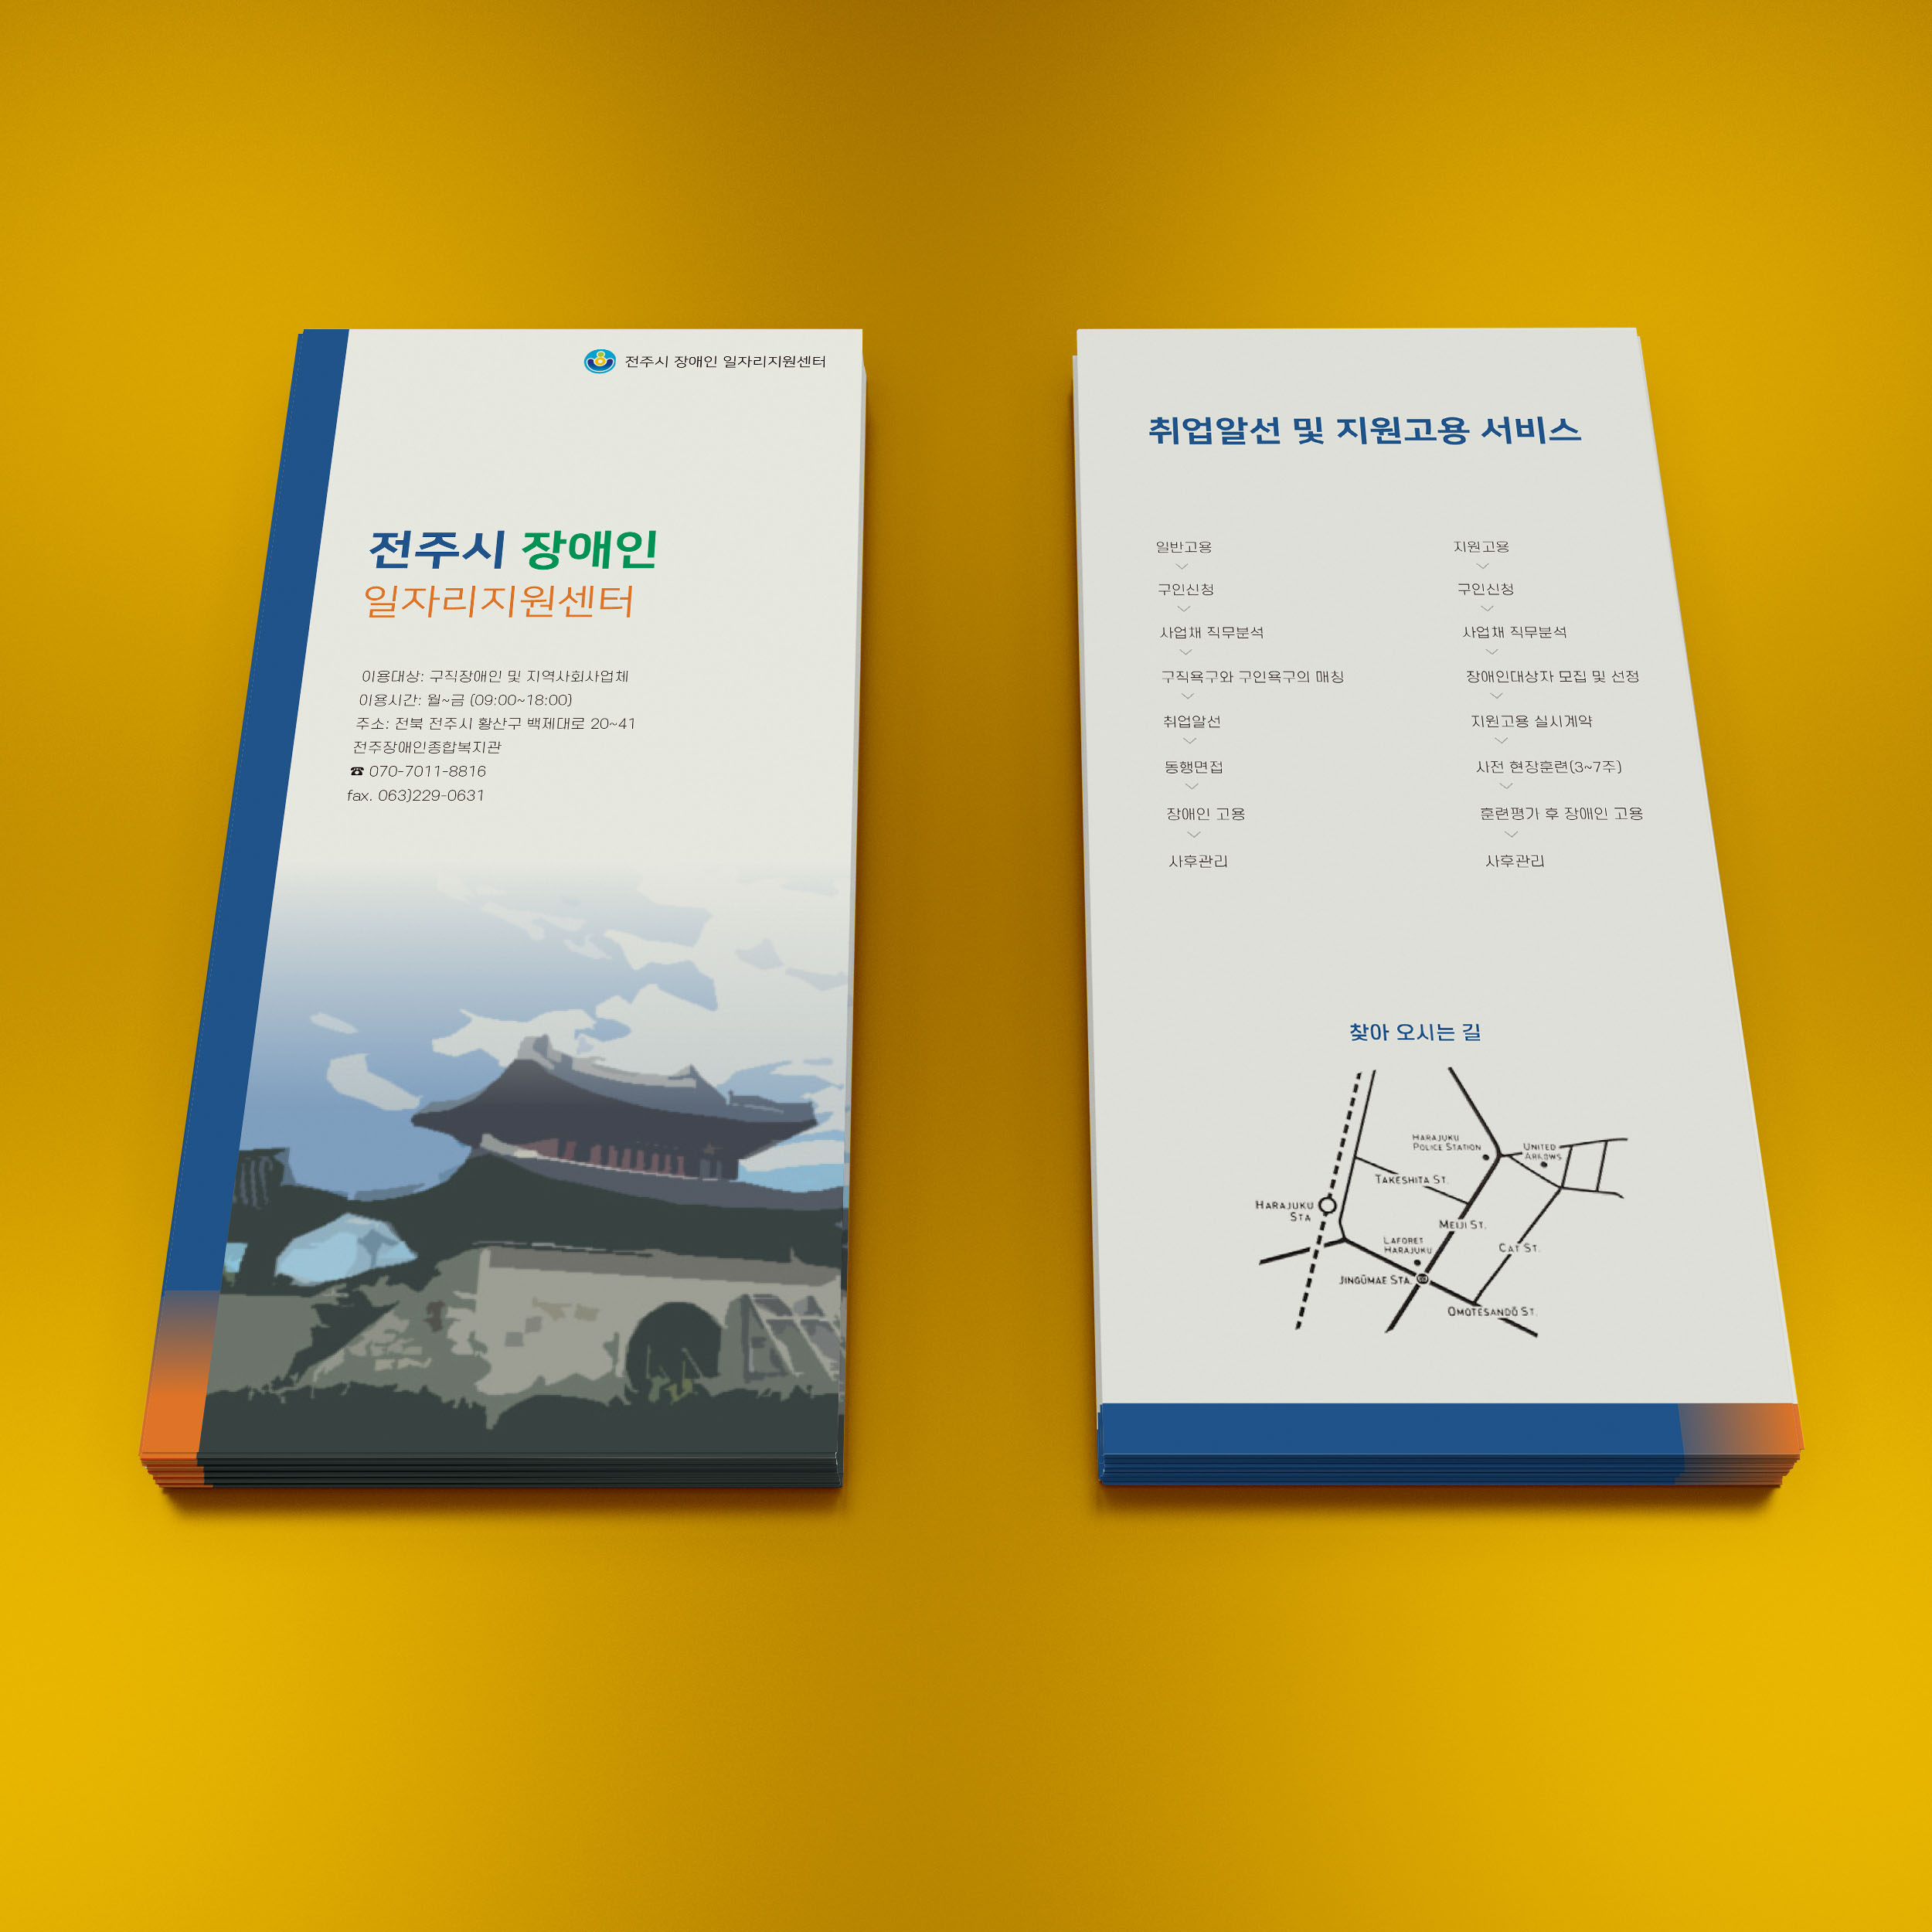 전주시 장애인 일자리지원센터
전주시 장애인
일자리지원센터
이용대상: 구직장애인 및 지역사회사업체
이용시간: 월~금 (09:00~18:00)
주소: 전북 전주시 황산구 백제대로 20~41
전주장애인종합복지관
☎ 070-7011-8816
fax. 063)229-0631
취업알선 및 지원고용 서비스
일반고용
구인신청
사업채 직무분석
구직욕구와 구인욕구의 매칭
취업알선
동행면접
장애인 고용
사후관리
지원고용
구인신청
사업채 직무분석
장애인대상자 모집 및 선정
지원고용 실시계약
사전 현장훈련(3~7주)
훈련평가 후 장애인 고용
사후관리
찾아 오시는 길
HARAJUKU
POLICE STATION
UNITED
ARROWS
TAKESHITA ST.
HARAJUKU
STA
MEIJI ST.
LAFORET
HARAJUKU
CAT ST.
JINGŪMAE STA.
OMOTESANDŌ ST.